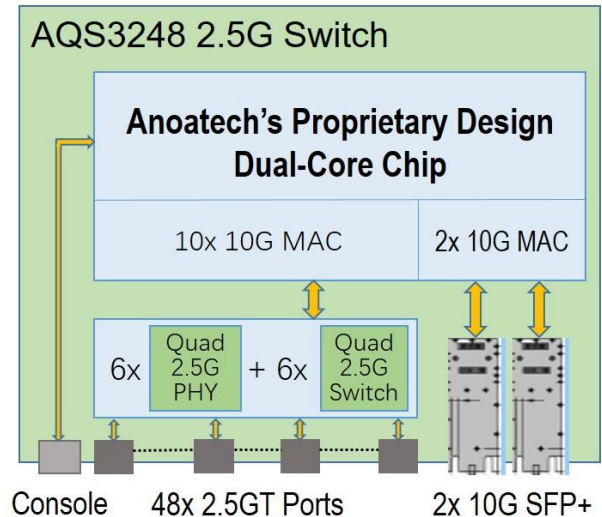 AQS3248 2.5G Switch
Anoatech's Proprietary Design
Dual-Core Chip
10x 10G MAC
2x 10G MAC
6x
Quad
2.5G
PHY
+ 6x
Quad
2.5G
Switch
Console
48x 2.5GT Ports
2x 10G SFP+